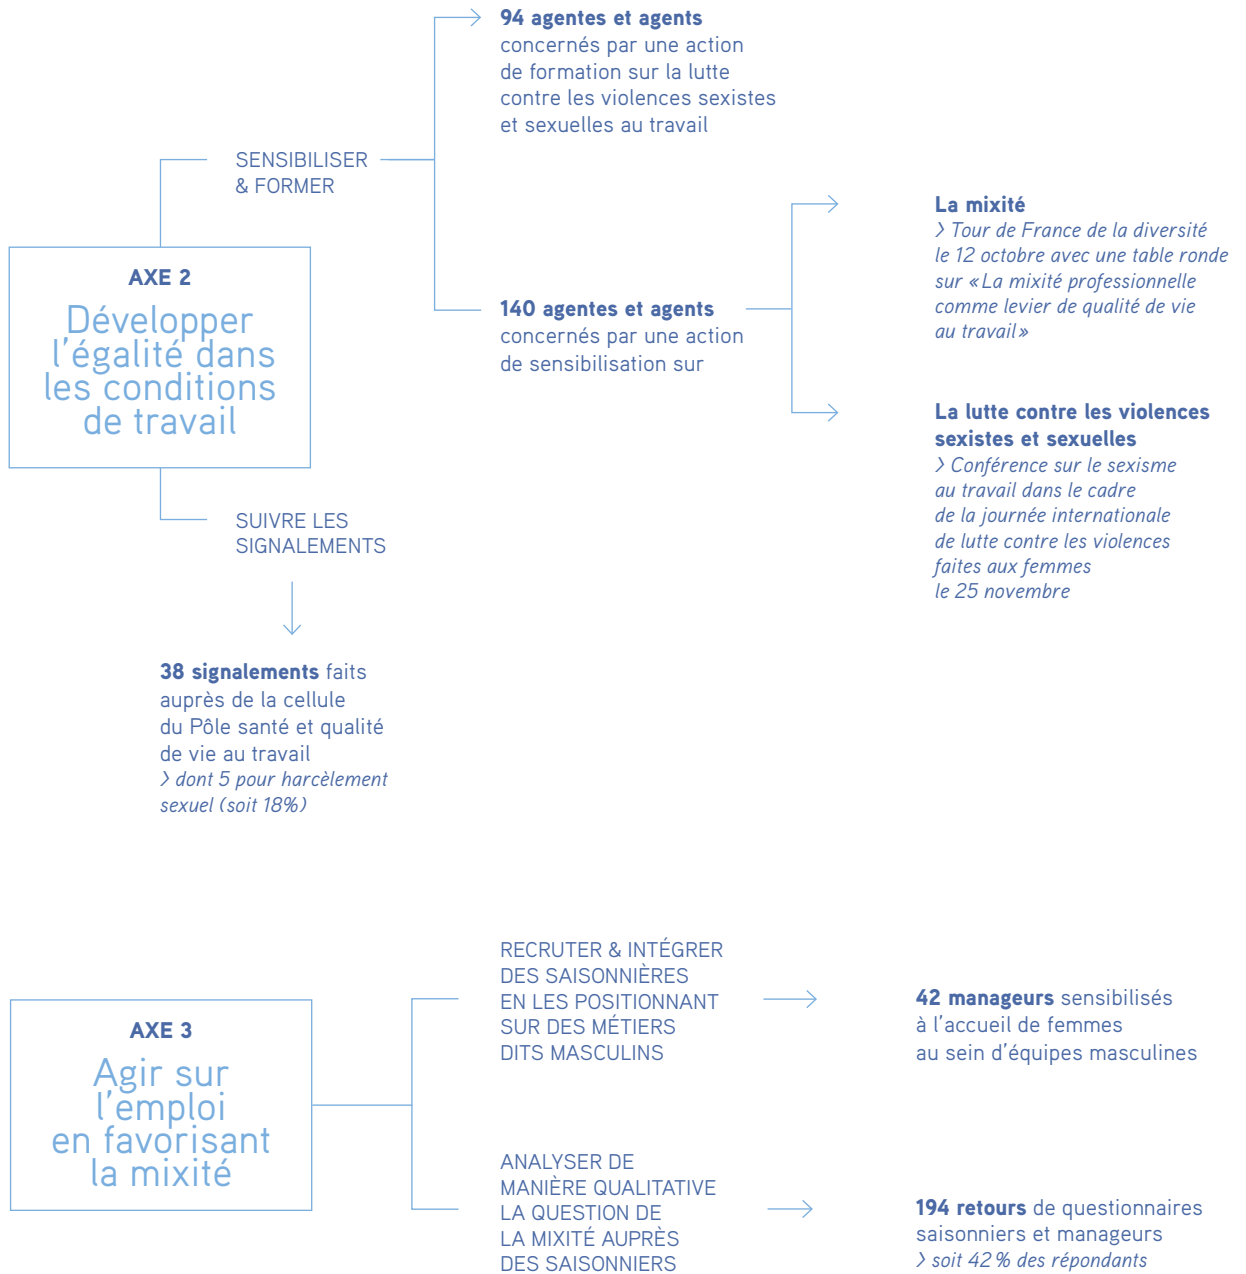 AXE 2
Développer
l'égalité dans
les conditions
de travail
SENSIBILISER
& FORMER
94 agentes et agents
concernés par une action
de formation sur la lutte
contre les violences sexistes
et sexuelles au travail
140 agentes et agents
concernés par une action
de sensibilisation sur
La mixité
> Tour de France de la diversité
le 12 octobre avec une table ronde
sur «La mixité professionnelle
comme levier de qualité de vie
au travail»
La lutte contre les violences
sexistes et sexuelles
> Conférence sur le sexisme
au travail dans le cadre
de la journée internationale
de lutte contre les violences
faites aux femmes
le 25 novembre
SUIVRE LES
SIGNALEMENTS
38 signalements faits
auprès de la cellule
du Pôle santé et qualité
de vie au travail
> dont 5 pour harcèlement
sexuel (soit 18%)
AXE 3
Agir sur
l'emploi
en favorisant
la mixité
RECRUTER & INTÉGRER
DES SAISONNIÈRES
EN LES POSITIONNANT
SUR DES MÉTIERS
DITS MASCULINS
42 manageurs sensibilisés
à l'accueil de femmes
au sein d'équipes masculines
ANALYSER DE
MANIÈRE QUALITATIVE
LA QUESTION DE
LA MIXITÉ AUPRÈS
DES SAISONNIERS
194 retours de questionnaires
saisonniers et manageurs
> soit 42 % des répondants